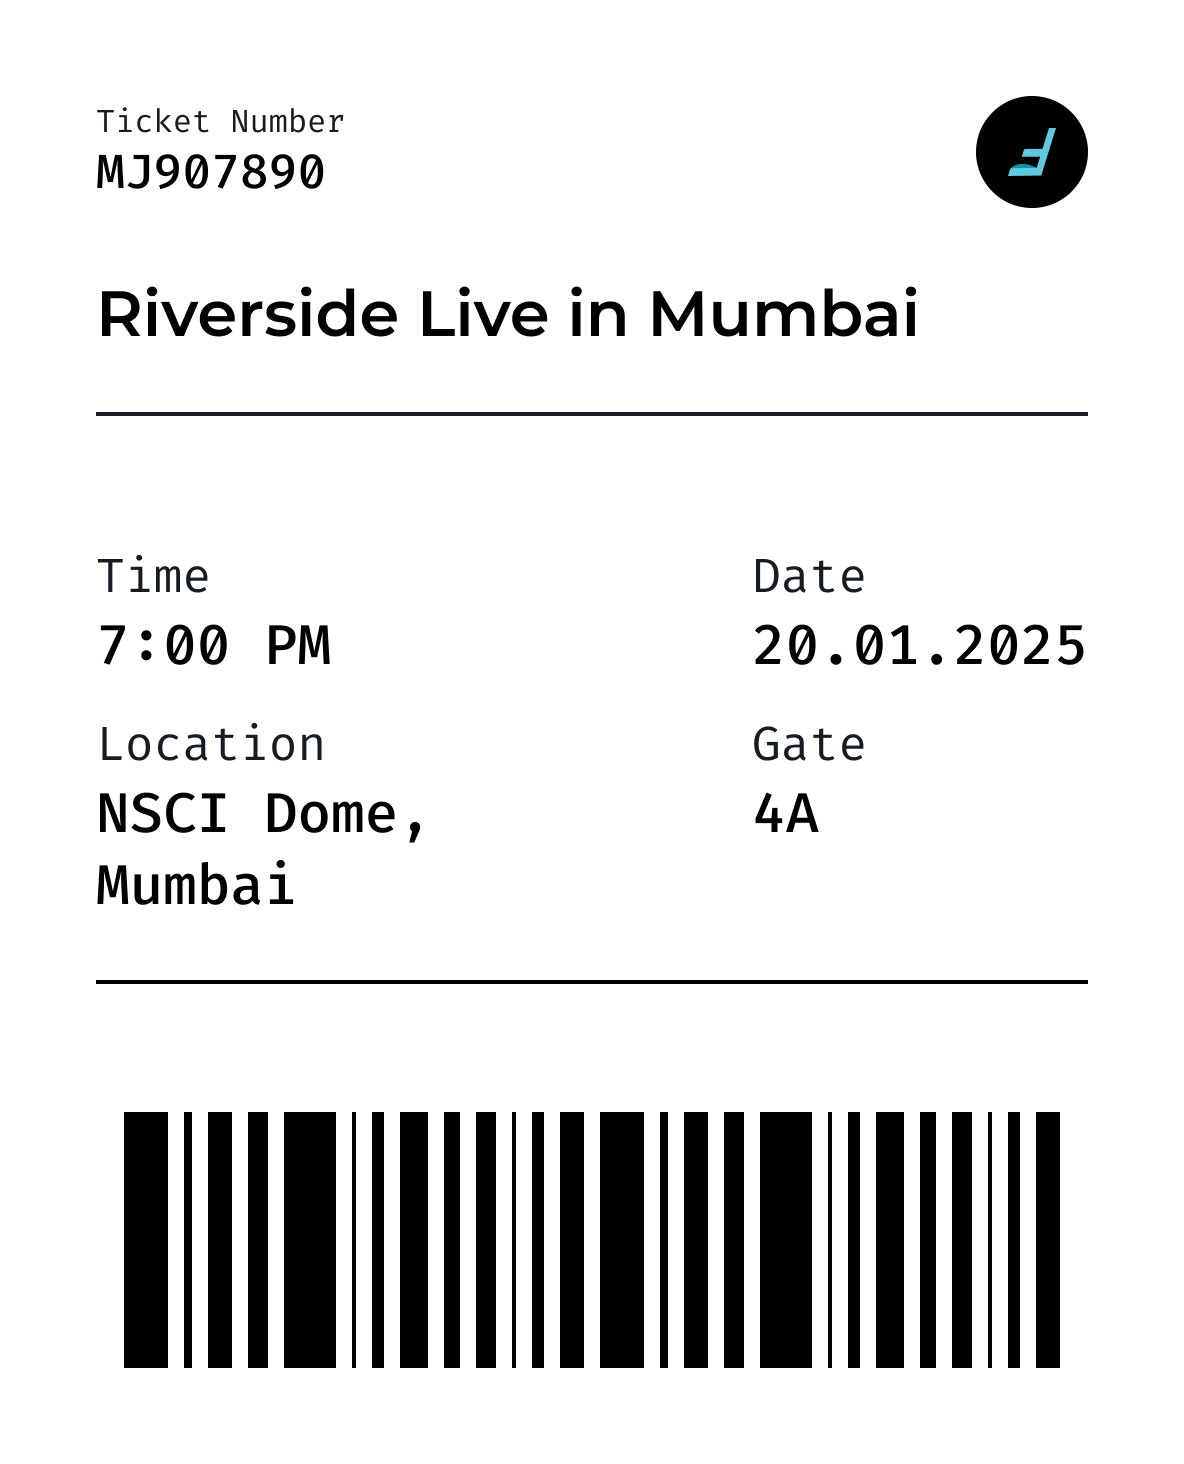 Ticket Number
MJ907890
Riverside Live in Mumbai
Time
7:00 PM
Date
20.01.2025
Location
NSCI Dome,
Mumbai
Gate
4A